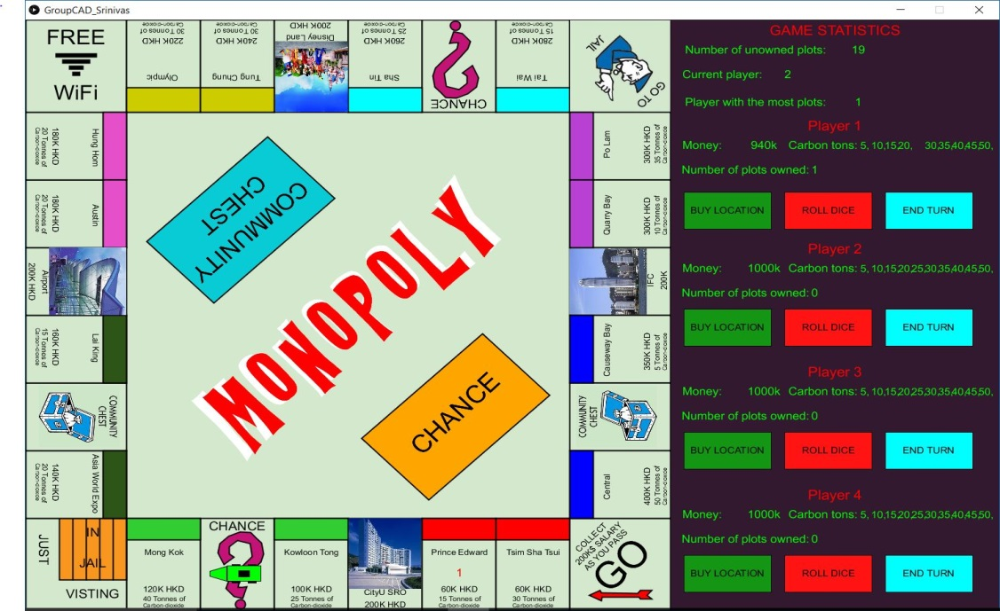 GroupCAD_Srinivas
FREE
WiFi
Olympic
220K HKD
30 Tonnes of
Carbon-dioxide
Tung Chung
240K HKD
30 Tonnes of
Carbon-dioxide
Disney Land
200K HKD
Sha Tin
260K HKD
25 Tonnes of
Carbon-dioxide
CHANCE
Tai Wai
280K HKD
15 Tonnes of
Carbon-dioxide
GO TO
JAIL
Hung Hom
180K HKD
20 Tonnes of
Carbon-dioxide
Austin
180K HKD
20 Tonnes of
Carbon-dioxide
Airport
200K HKD
Lai King
160K HKD
15 Tonnes of
Carbon-dioxide
COMMUNITY
CHEST
Asia World Expo
140K HKD
20 Tonnes of
Carbon-dioxide
COMMUNITY
CHEST
MONOPOLY
CHANCE
Po Lam
300K HKD
35 Tonnes of
Carbon-dioxide
Quarry Bay
300K HKD
10 Tonnes of
Carbon-dioxide
IFC
200K
Causeway Bay
350K HKD
5 Tonnes of
Carbon-dioxide
COMMUNITY
CHEST
Central
400K HKD
50 Tonnes of
Carbon-dioxide
JUST
IN
JAIL
VISTING
Mong Kok
120K HKD
40 Tonnes of
Carbon-dioxide
CHANCE
Kowloon Tong
100K HKD
25 Tonnes of
Carbon-dioxide
CityU SRO
200K HKD
Prince Edward
1
60K HKD
15 Tonnes of
Carbon-dioxide
Tsim Sha Tsui
60K HKD
30 Tonnes of
Carbon-dioxide
COLLECT
200K$ SALARY
AS YOU PASS
GO
GAME STATISTICS
Number of unowned plots: 19
Current player: 2
Player with the most plots: 1
Player 1
Money: 940k Carbon tons: 5, 10,15,20, 30,35,40,45,50,
Number of plots owned: 1
BUY LOCATION ROLL DICE END TURN
Player 2
Money: 1000k Carbon tons: 5, 10,15,20,25,30,35,40,45,50,
Number of plots owned: 0
BUY LOCATION ROLL DICE END TURN
Player 3
Money: 1000k Carbon tons: 5, 10,15,20,25,30,35,40,45,50,
Number of plots owned: 0
BUY LOCATION ROLL DICE END TURN
Player 4
Money: 1000k Carbon tons: 5, 10,15,20,25,30,35,40,45,50,
Number of plots owned: 0
BUY LOCATION ROLL DICE END TURN